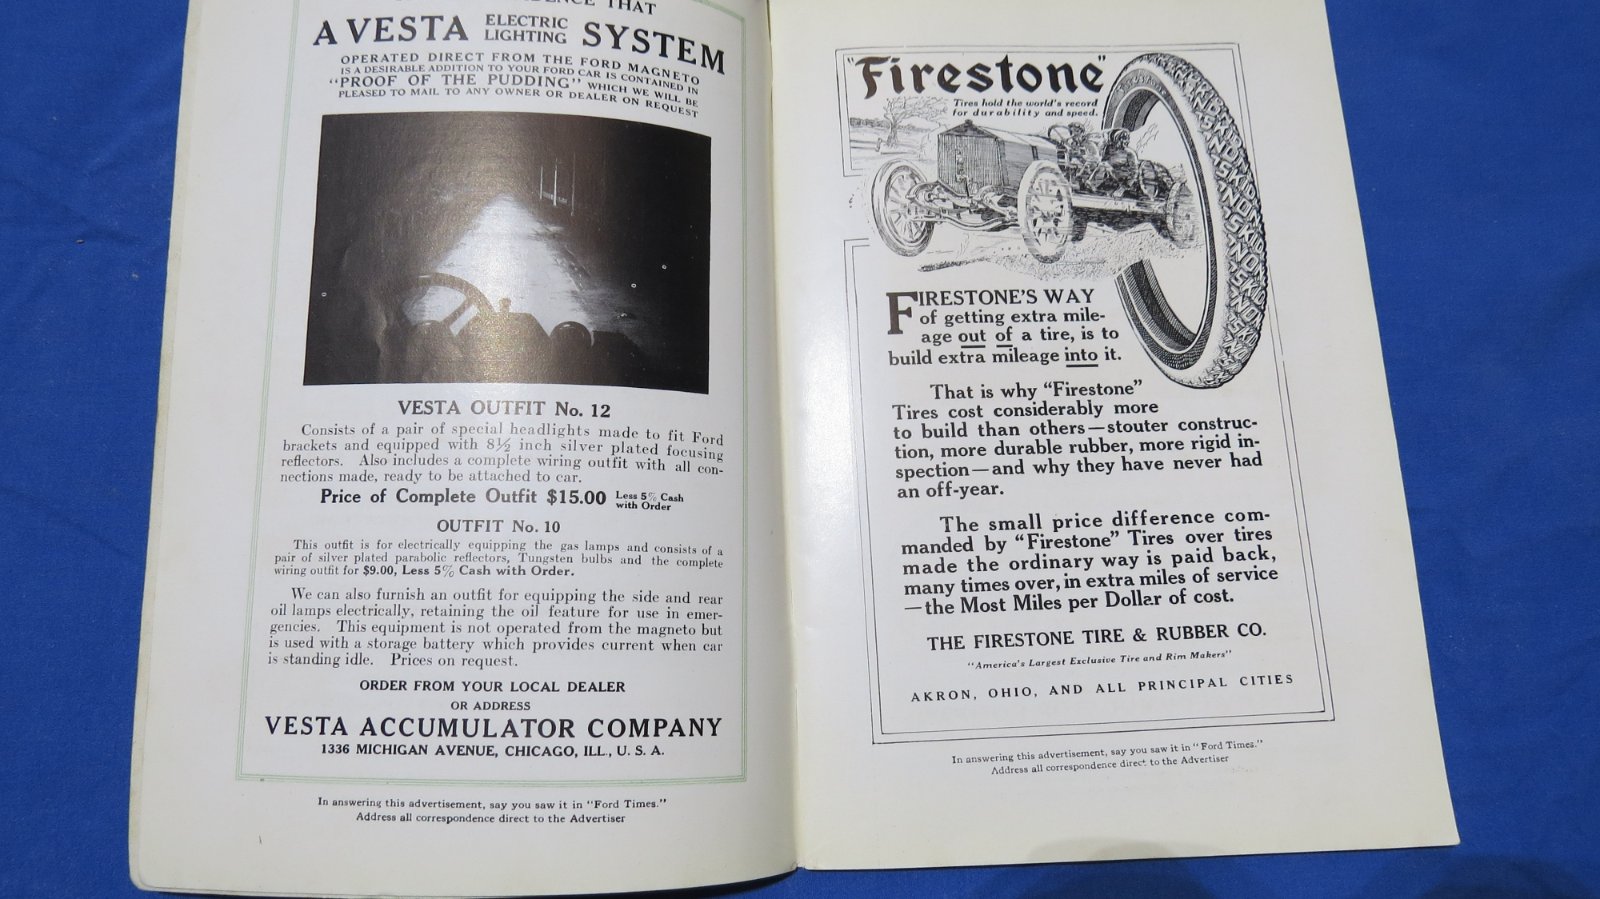 DENCE THAT
A VESTA ELECTRIC LIGHTING SYSTEM
OPERATED DIRECT FROM THE FORD MAGNETO
IS A DESIRABLE ADDITION TO YOUR FORD CAR IS CONTAINED IN
"PROOF OF THE PUDDING" WHICH WE WILL BE
PLEASED TO MAIL TO ANY OWNER OR DEALER ON REQUEST
VESTA OUTFIT No. 12
Consists of a pair of special headlights made to fit Ford
brackets and equipped with 8½ inch silver plated focusing
reflectors. Also includes a complete wiring outfit with all con-
nections made, ready to be attached to car.
Price of Complete Outfit $15.00 Less 5% Cash with Order
OUTFIT No. 10
This outfit is for electrically equipping the gas lamps and consists of a
pair of silver plated parabolic reflectors, Tungsten bulbs and the complete
wiring outfit for $9.00, Less 5% Cash with Order.
We can also furnish an outfit for equipping the side and rear
oil lamps electrically, retaining the oil feature for use in emer-
gencies. This equipment is not operated from the magneto but
is used with a storage battery which provides current when car
is standing idle. Prices on request.
ORDER FROM YOUR LOCAL DEALER
OR ADDRESS
VESTA ACCUMULATOR COMPANY
1336 MICHIGAN AVENUE, CHICAGO, ILL., U. S. A.
In answering this advertisement, say you saw it in "Ford Times."
Address all correspondence direct to the Advertiser
"Firestone"
Tires hold the world's record
for durability and speed.
FIRESTONE'S WAY
of getting extra mile-
age out of a tire, is to
build extra mileage into it.
That is why "Firestone"
Tires cost considerably more
to build than others—stouter construc-
tion, more durable rubber, more rigid in-
spection—and why they have never had
an off-year.
The small price difference com-
manded by "Firestone" Tires over tires
made the ordinary way is paid back,
many times over, in extra miles of service
—the Most Miles per Dollar of cost.
THE FIRESTONE TIRE & RUBBER CO.
"America's Largest Exclusive Tire and Rim Makers"
AKRON, OHIO, AND ALL PRINCIPAL CITIES
In answering this advertisement, say you saw it in "Ford Times."
Address all correspondence direct to the Advertiser